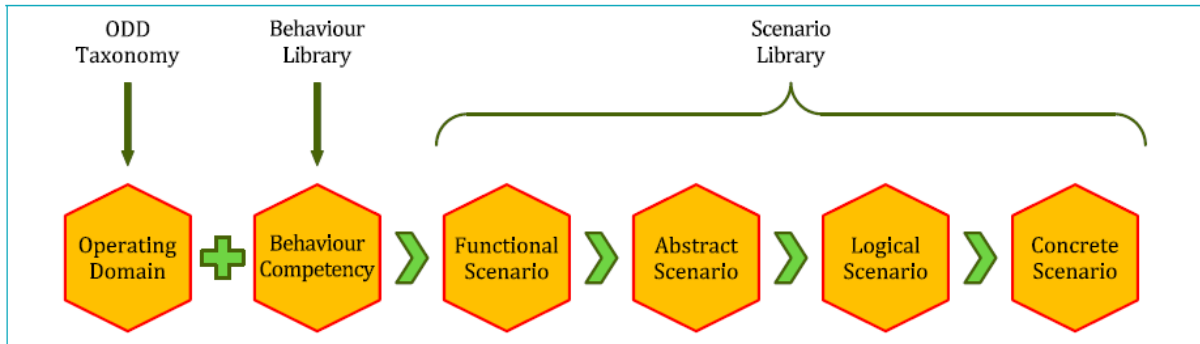 ODD
Taxonomy
Behaviour
Library
Scenario
Library
Operating
Domain
Behaviour
Competency
Functional
Scenario
Abstract
Scenario
Logical
Scenario
Concrete
Scenario